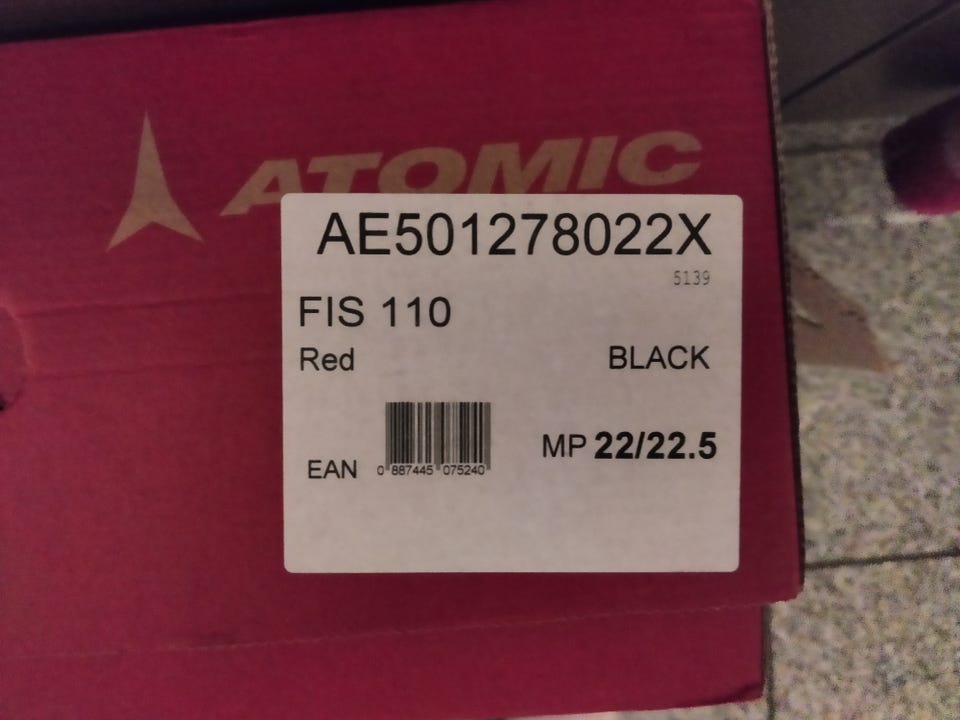 ATOMIC
AE501278022X
5139
FIS 110
Red BLACK
MP 22/22.5
EAN 0 887445 075240